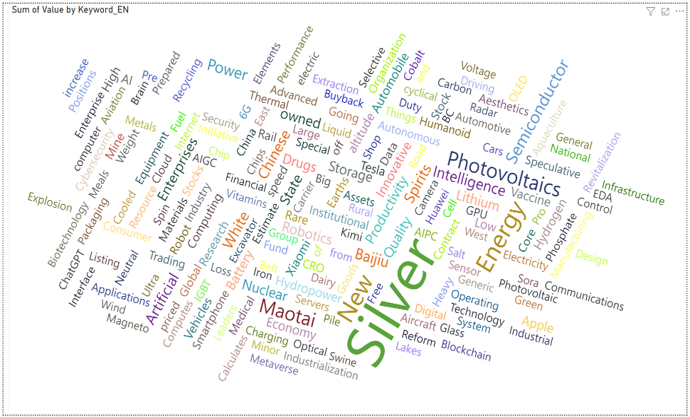 Sum of Value by Keyword_EN
increase
Positions
Enterprise High
computer
Aviation AI
Cybersecurity
Mine
Metals
Brain
Pre
Prepared
Recycling
Power
Elements
Performance
electric
Explosion
Biotechnology
Meals
Weight
Packaging
Cooled
Equipment
Fuel
Internet
Initiative
Security
6G
Thermal
East
Advanced
Extraction
Selective
Organization
Cobalt
and
Voltage
Driving
OLED
Semiconductor
Consumer
Resource
Cloud
Enterprises
Chip
China
Rail
Chips
owned
Large
Special
Liquid
off
Buyback
Going
altitude
Automobile
Duty
Things
cyclical
Stock
Carbon
BC
Radar
Aesthetics
Automotive
Aquaculture
General
National
Revitalization
ChatGPT
Interface
Listing
Neutral
Spin
Materials
Robot
Stocks
AIGC
Industry
Computing
Financial
Chinese
Drugs
speed
State
Carrier
Big
Storage
Shop
Tesla
Data
Autonomous
Humanoid
Innovative
Book
Cars
Speculative
Infrastructure
Applications
Wind
Magneto
Ultra
Trading
Artificial
priced
Global
Research
Vitamins
White
Excavator
Estimate
Rare
Earths
Assets
Rural
Institutional
Productivity
Spirits
Camera
Huawei
Intelligence
Photovoltaics
Lithium
Vaccine
EDA
Control
Computer
Vehicles
IGBT
Loss
Smartphone
Battery
Group
Fund
Robotics
Xiaomi
of
CRO
Kimi
Baijiu
Quality
AIPC
Contract
Cell
GPU
Low
West
Energy
Pro
Core
Hydrogen
Phosphate
Manufacturing
Design
Leaders
Medical
Nuclear
Iron
Best
Hydropower
from
Dairy
Goods
New
Free
Silver
Salt
Sensor
Generic
Heavy
Electricity
Photovoltaic
Sora
Communications
Green
Calculates
Charging
Minor
Economy
Maotai
Servers
Pile
Optical
Swine
Metaverse
Industrialization
Digital
Aircraft
Lakes
Reform
Glass
Operating
Technology
System
Blockchain
Apple
Industrial